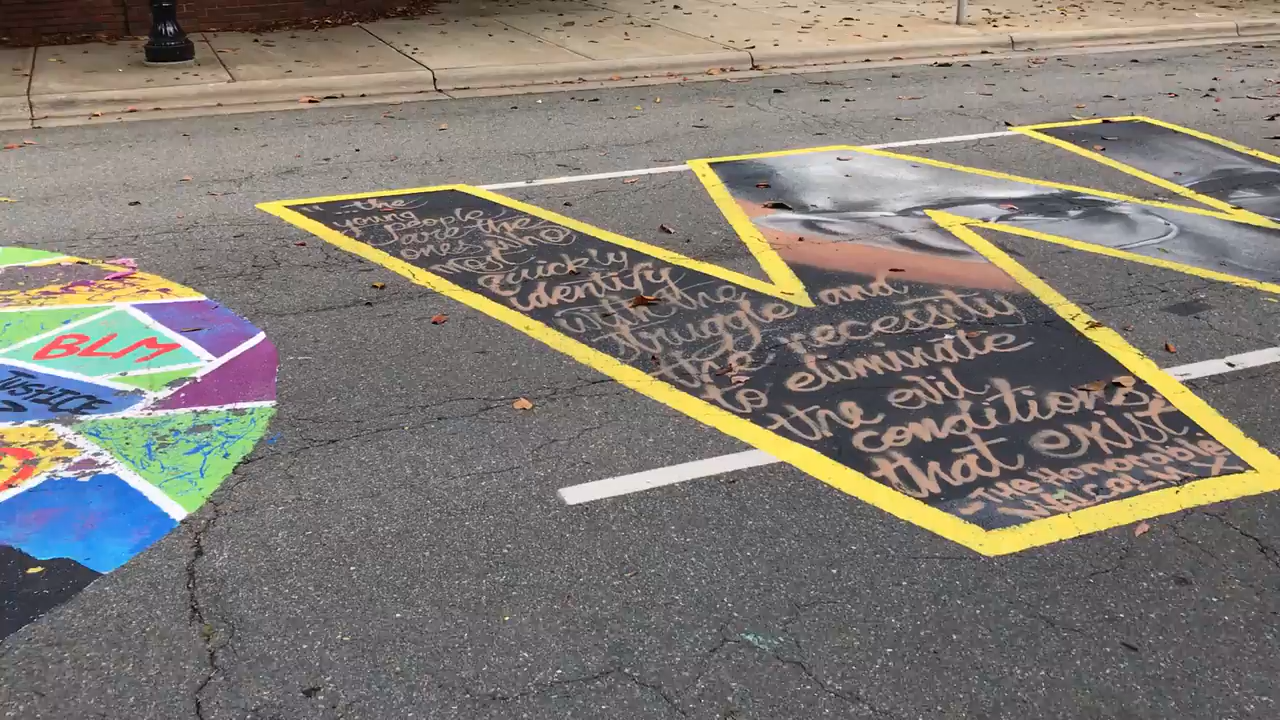 BLM
JUSTICE
"...the
young people
are the
ones who
most
quickly
identify
with the
struggle and
the necessity
to eliminate
the evil
conditions
that exist"
- THE Honorable
MALCOLM X